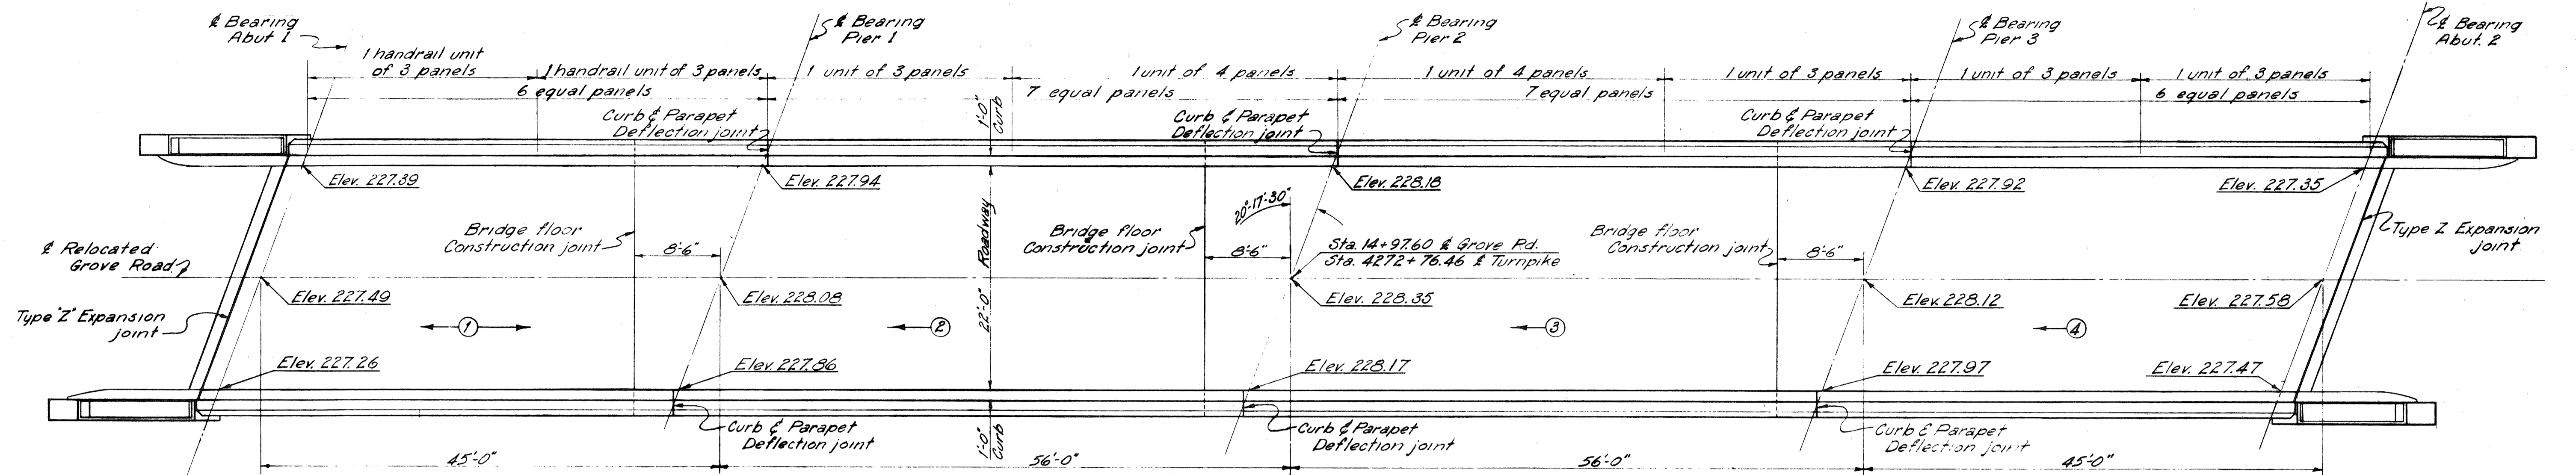 ℄ Bearing
Abut 1
℄ Bearing
Pier 1
℄ Bearing
Pier 2
℄ Bearing
Pier 3
℄ Bearing
Abut. 2
1 handrail unit
of 3 panels
1 handrail unit of 3 panels
1 unit of 3 panels
1 unit of 4 panels
1 unit of 4 panels
1 unit of 3 panels
1 unit of 3 panels
1 unit of 3 panels
6 equal panels
7 equal panels
7 equal panels
6 equal panels
Curb & Parapet
Deflection joint
1'-0"
Curb
Curb & Parapet
Deflection joint
Curb & Parapet
Deflection joint
Elev. 227.39
Elev. 227.94
Elev. 228.18
Elev. 227.92
Elev. 227.35
20°-17'-30"
℄ Relocated
Grove Road
Bridge floor
Construction joint
8'-6"
22'-0" Roadway
Bridge floor
Construction joint
8'-6"
Sta. 14+97.60 ℄ Grove Rd.
Sta. 4272+76.46 ℄ Turnpike
Bridge floor
Construction joint
8'-6"
Type Z Expansion
joint
Elev. 227.49
Elev. 228.08
Elev. 228.35
Elev. 228.12
Elev. 227.58
Type "Z" Expansion
joint
1
2
3
4
Elev. 227.26
Elev. 227.86
Elev. 228.17
Elev. 227.97
Elev. 227.47
Curb & Parapet
Deflection joint
1'-0"
Curb
Curb & Parapet
Deflection joint
Curb & Parapet
Deflection joint
45'-0"
56'-0"
56'-0"
45'-0"